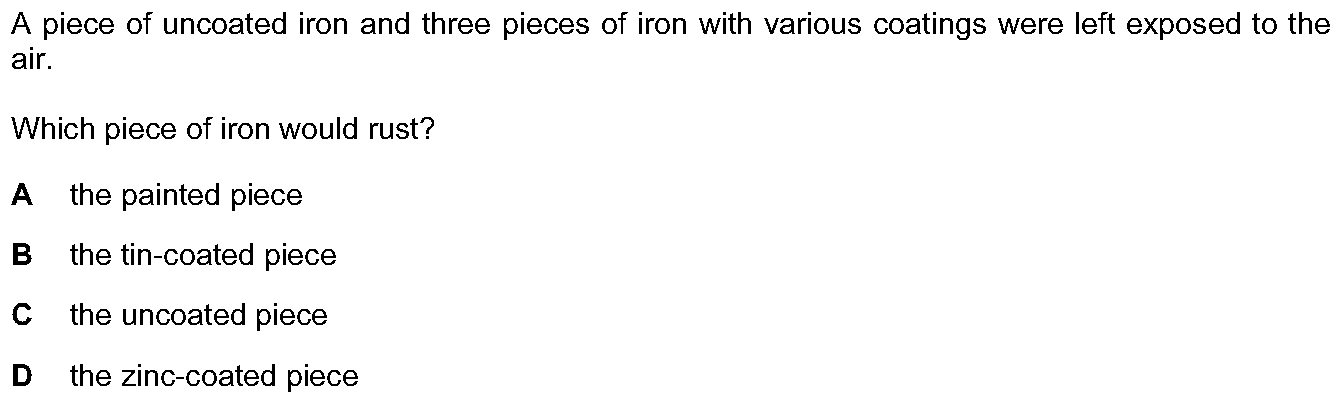 A piece of uncoated iron and three pieces of iron with various coatings were left exposed to the
air.
Which piece of iron would rust?
A the painted piece
B the tin-coated piece
C the uncoated piece
D the zinc-coated piece